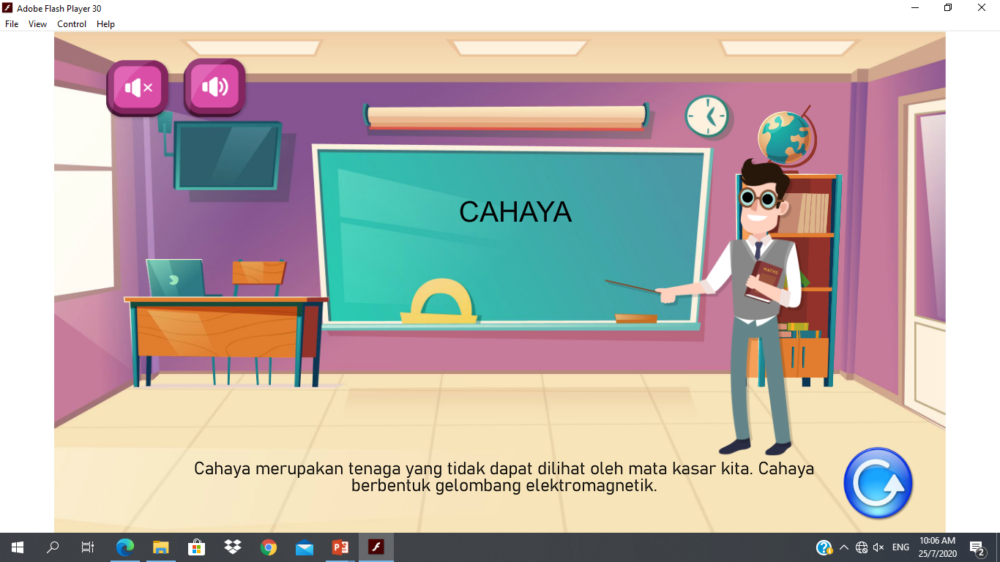 Adobe Flash Player 30
File View Control Help
CAHAYA
MATHS
Cahaya merupakan tenaga yang tidak dapat dilihat oleh mata kasar kita. Cahaya
berbentuk gelombang elektromagnetik.
ENG
10:06 AM
25/7/2020
2